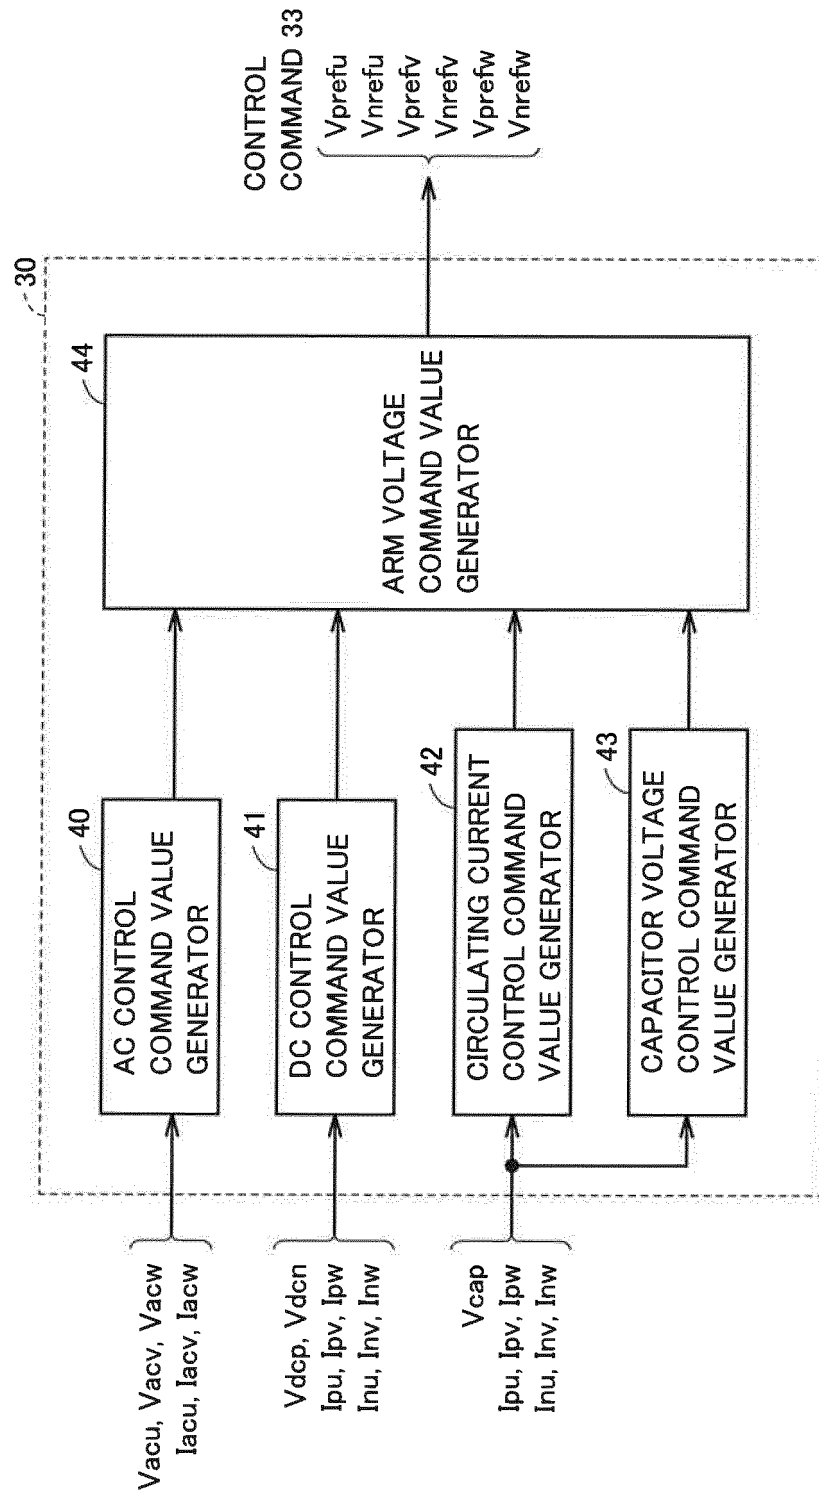 Vacu, Vacv, Vacw
Iacu, Iacv, Iacw
Vdcp, Vdcn
Ipu, Ipv, Ipw
Inu, Inv, Inw
Vcap
Ipu, Ipv, Ipw
Inu, Inv, Inw
40
AC CONTROL
COMMAND VALUE
GENERATOR
41
DC CONTROL
COMMAND VALUE
GENERATOR
42
CIRCULATING CURRENT
CONTROL COMMAND
VALUE GENERATOR
43
CAPACITOR VOLTAGE
CONTROL COMMAND
VALUE GENERATOR
44
ARM VOLTAGE
COMMAND VALUE
GENERATOR
30
CONTROL
COMMAND 33
Vprefu
Vnrefu
Vprefv
Vnrefv
Vprefw
Vnrefw